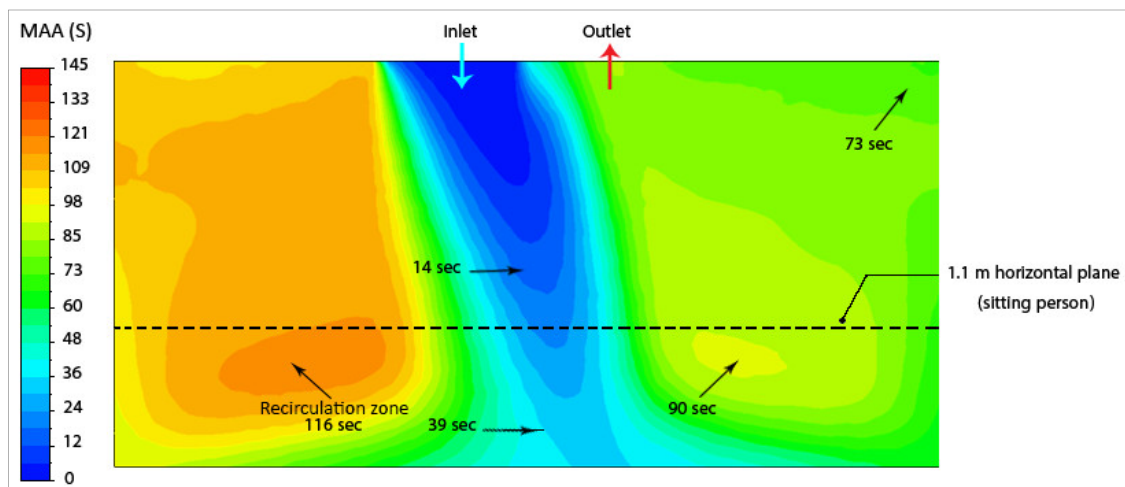 MAA (S)
Inlet
Outlet
145
133
121
109
98
85
73
60
48
36
24
12
0
73 sec
14 sec
1.1 m horizontal plane
(sitting person)
Recirculation zone
116 sec
39 sec
90 sec